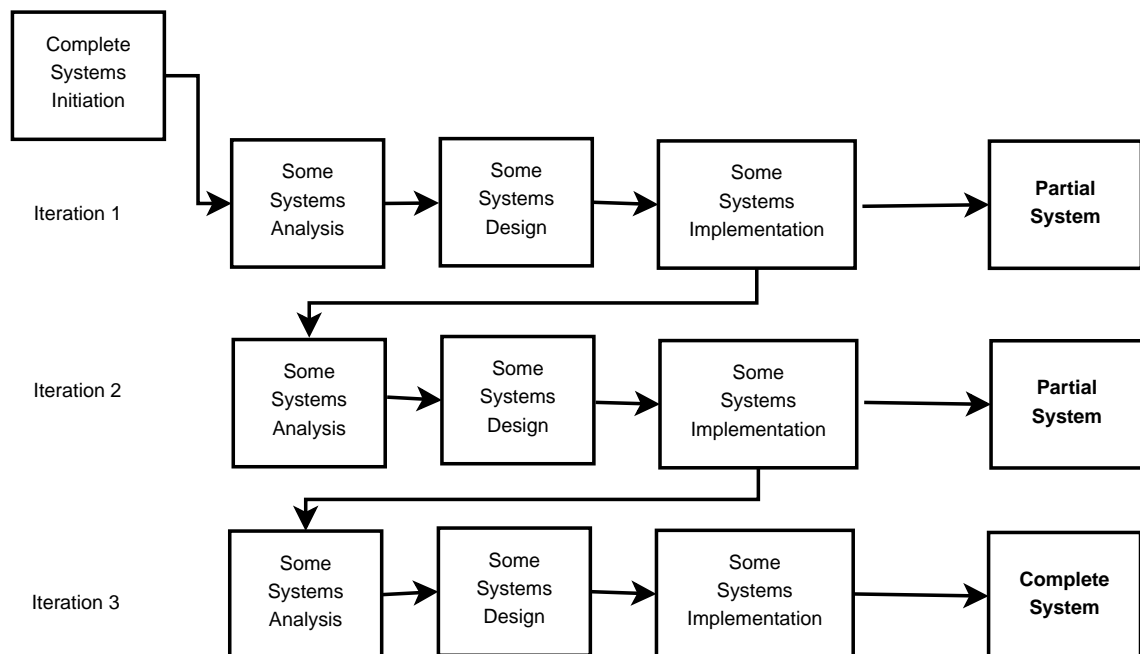 Complete
Systems
Initiation
Iteration 1
Some
Systems
Analysis
Some
Systems
Design
Some
Systems
Implementation
Partial
System
Iteration 2
Some
Systems
Analysis
Some
Systems
Design
Some
Systems
Implementation
Partial
System
Iteration 3
Some
Systems
Analysis
Some
Systems
Design
Some
Systems
Implementation
Complete
System